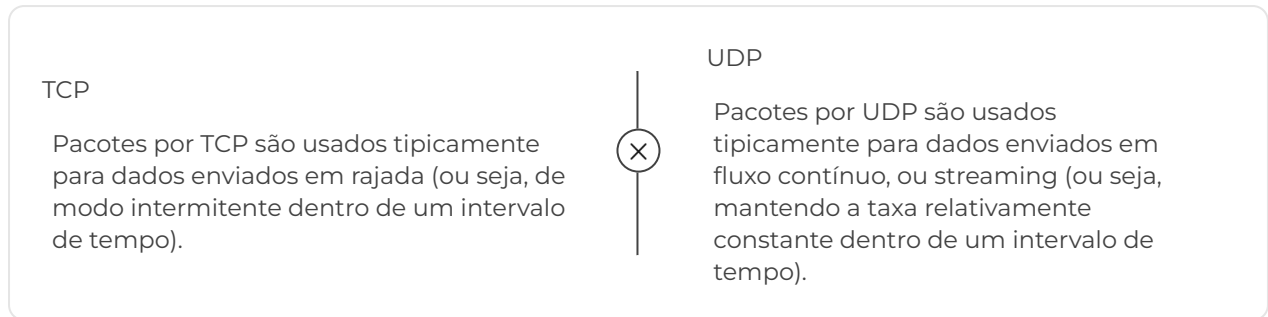 TCP
Pacotes por TCP são usados tipicamente
para dados enviados em rajada (ou seja, de
modo intermitente dentro de um intervalo
de tempo).
UDP
Pacotes por UDP são usados
tipicamente para dados enviados em
fluxo contínuo, ou streaming (ou seja,
mantendo a taxa relativamente
constante dentro de um intervalo de
tempo).